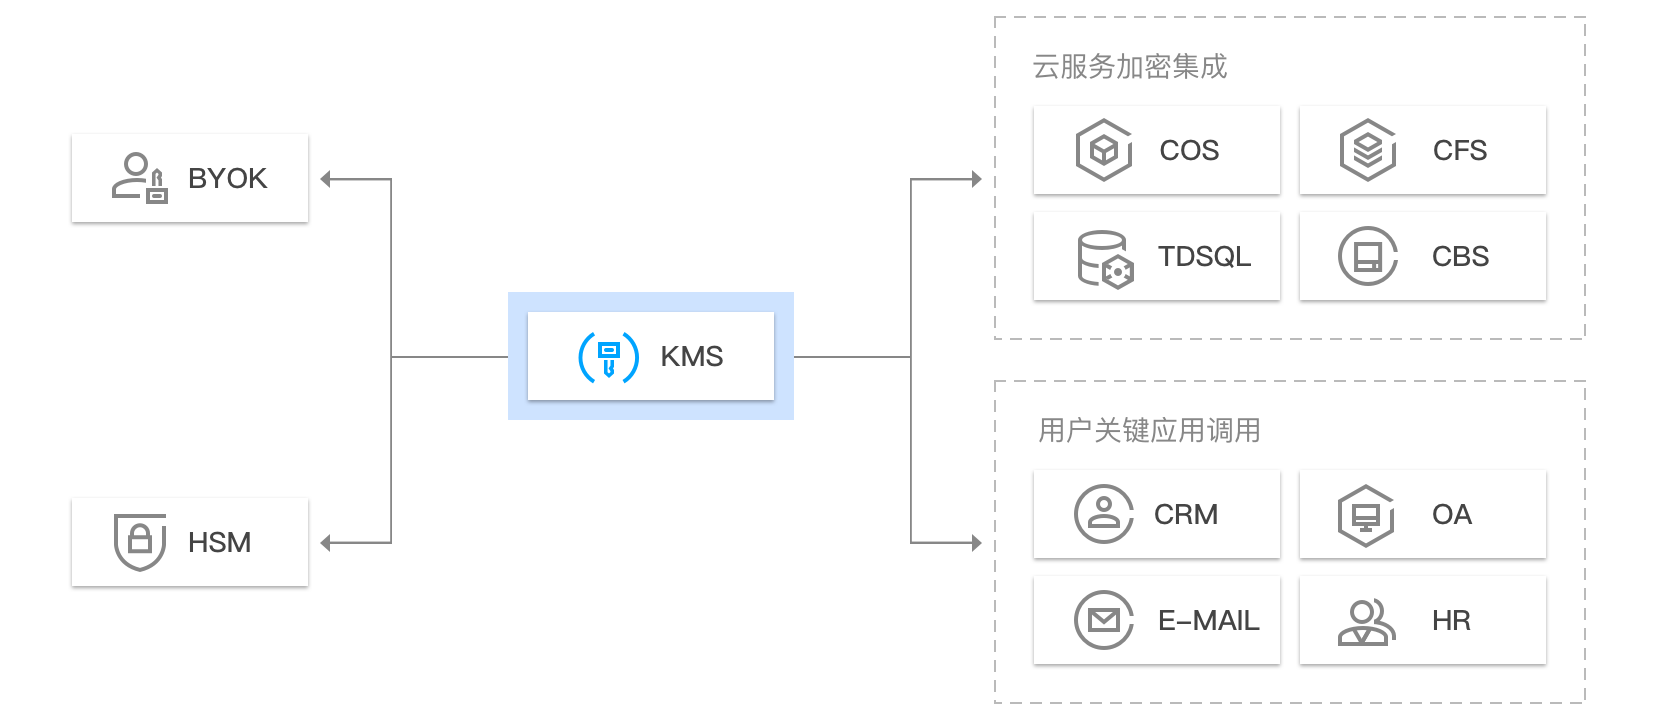 BYOK
HSM
KMS
云服务加密集成
COS
CFS
TDSQL
CBS
用户关键应用调用
CRM
OA
E-MAIL
HR